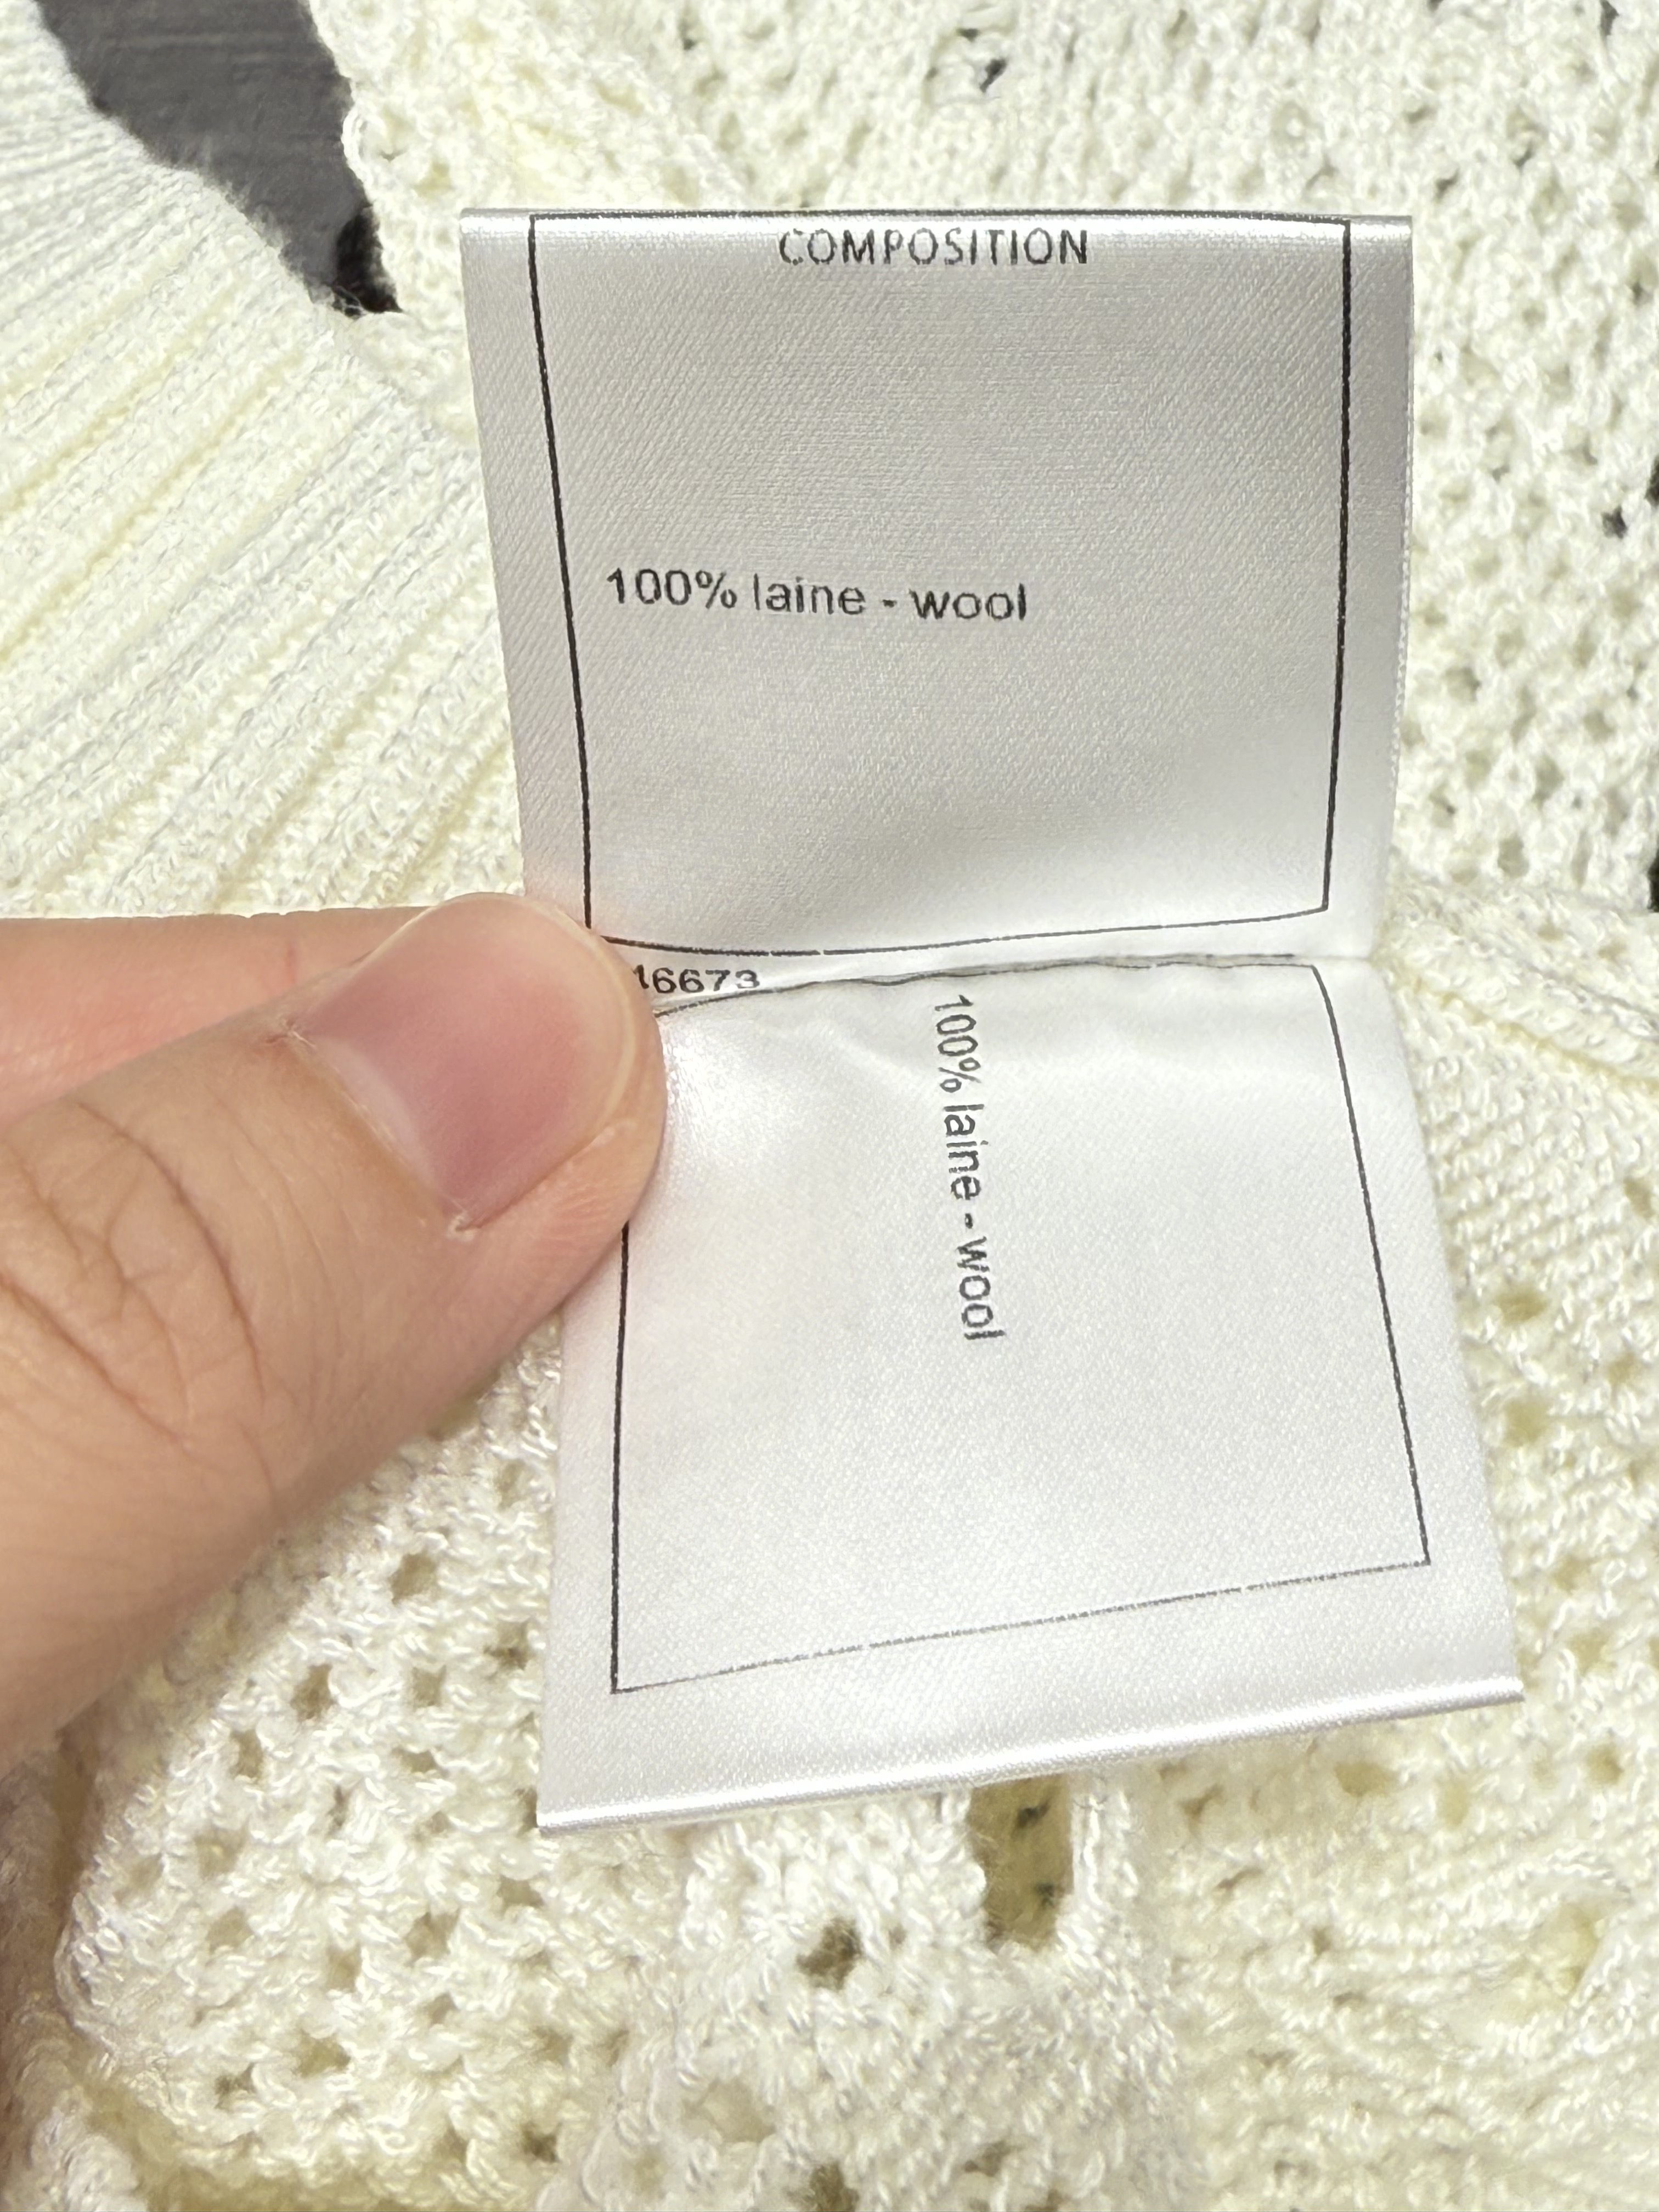 COMPOSITION
100% laine - wool
16673
100% laine - wool